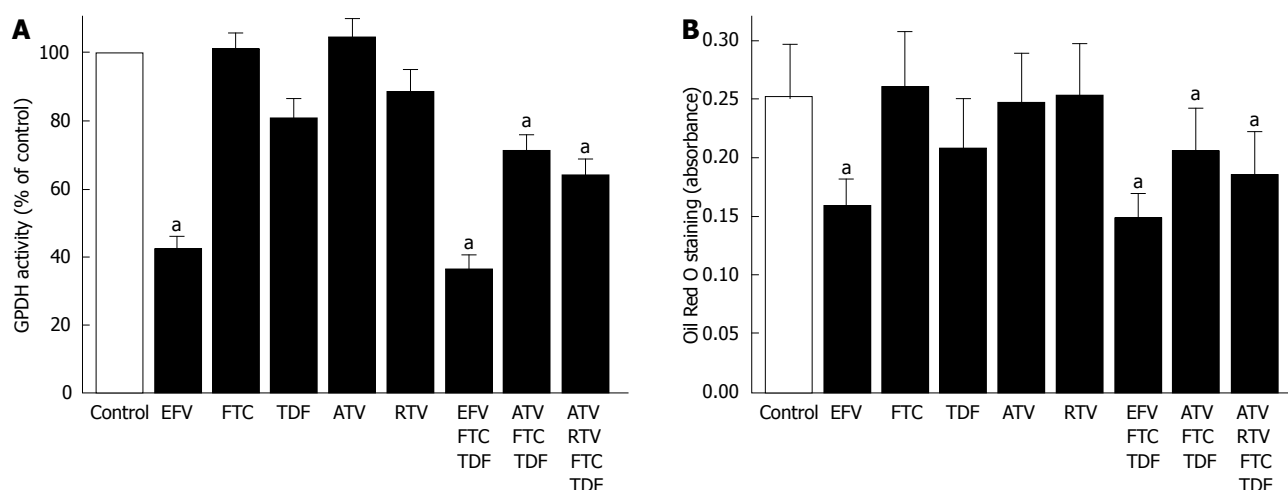 A
GPDH activity (% of control)
100
80
60
40
20
0
a
a
a
a
Control EFV FTC TDF ATV RTV EFV ATV ATV
FTC FTC RTV
TDF TDF FTC
TDF
B
Oil Red O staining (absorbance)
0.30
0.25
0.20
0.15
0.10
0.05
0.00
a
a
a
a
Control EFV FTC TDF ATV RTV EFV ATV ATV
FTC FTC RTV
TDF TDF FTC
TDF